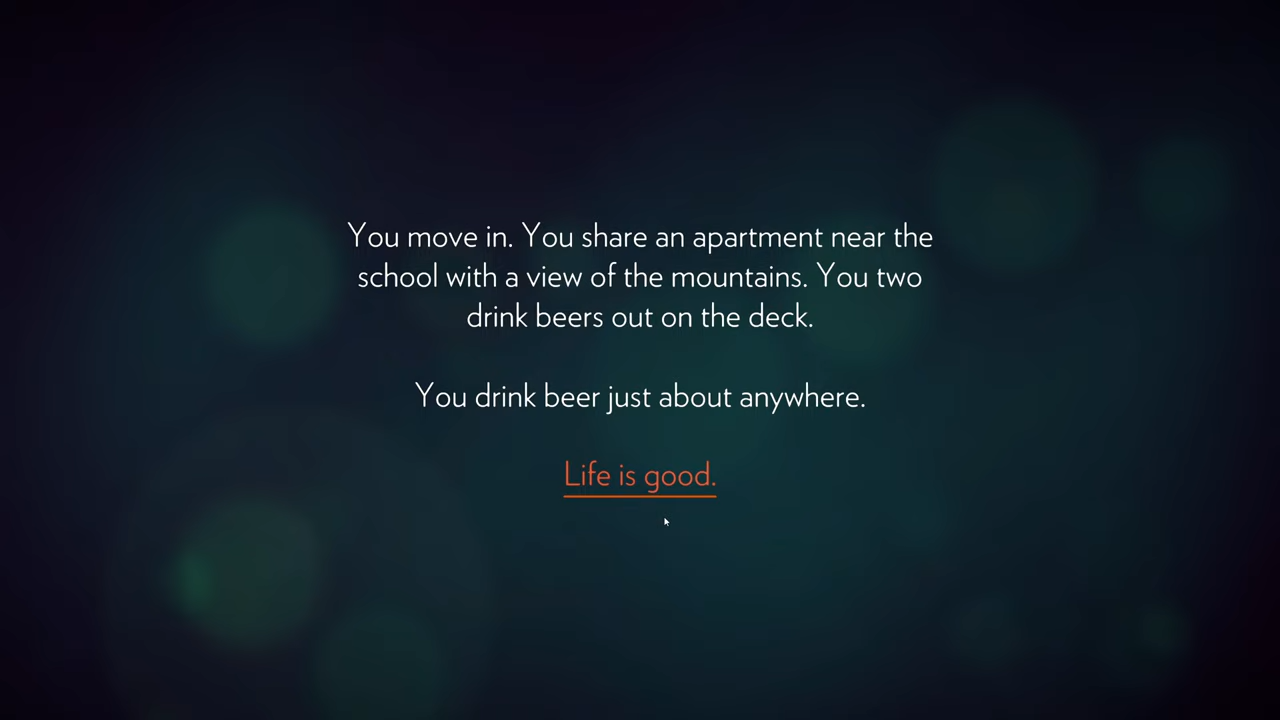 You move in. You share an apartment near the
school with a view of the mountains. You two
drink beers out on the deck.
You drink beer just about anywhere.
Life is good.